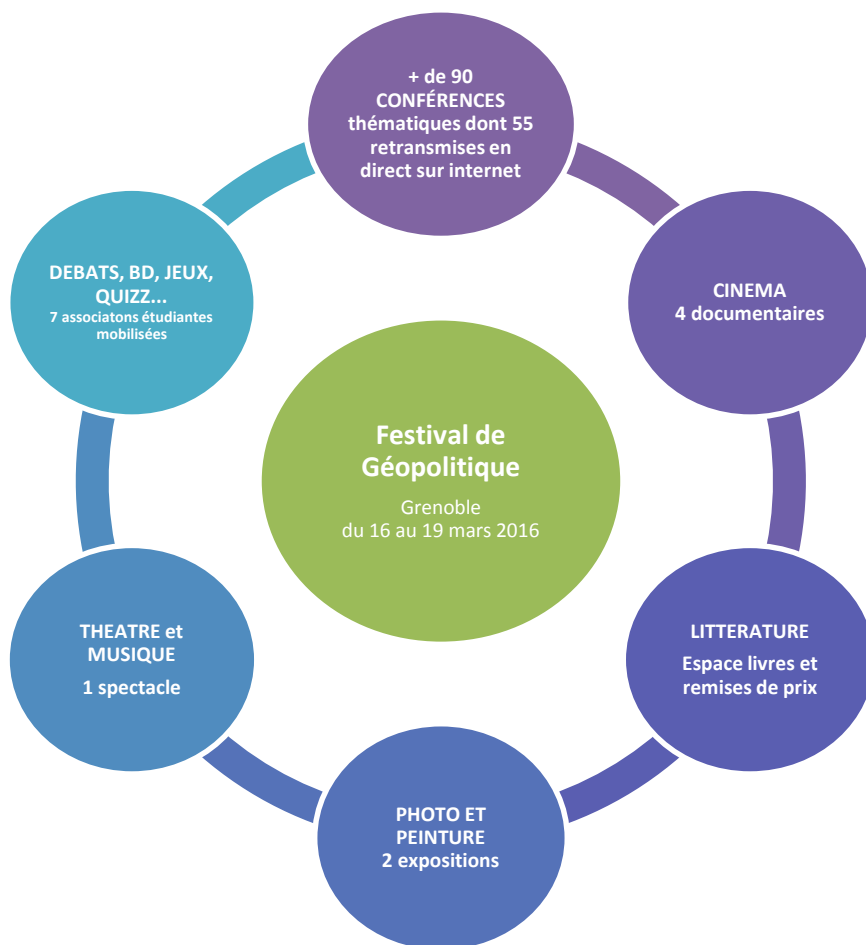 + de 90
CONFÉRENCES
thématiques dont 55
retransmises en
direct sur internet
CINEMA
4 documentaires
LITTERATURE
Espace livres et
remises de prix
PHOTO ET
PEINTURE
2 expositions
THEATRE et
MUSIQUE
1 spectacle
DEBATS, BD, JEUX,
QUIZZ...
7 associatons étudiantes
mobilisées
Festival de
Géopolitique
Grenoble
du 16 au 19 mars 2016